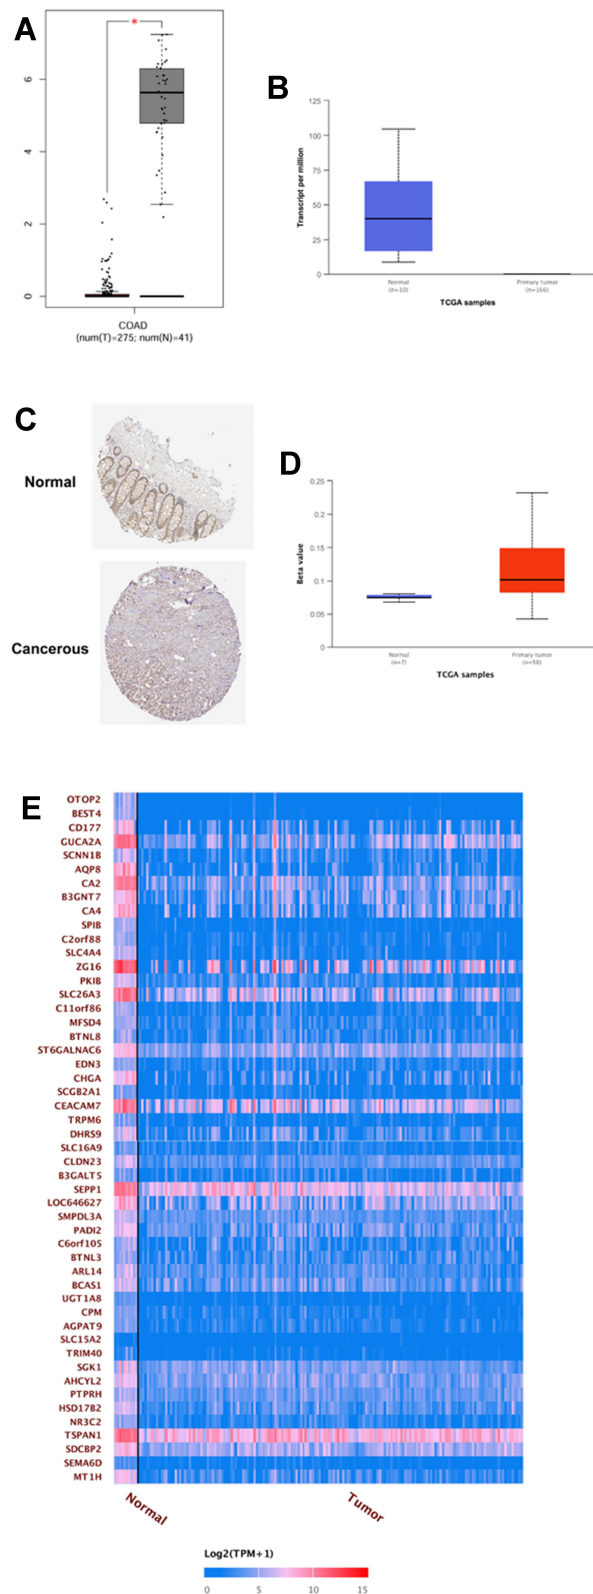 A
*
6
4
2
0
COAD
(num(T)=275; num(N)=41)
B
Transcript per million
125
100
75
50
25
0
Normal
(n=10)
Primary tumor
(n=166)
TCGA samples
C
Normal
Cancerous
D
Beta value
0.25
0.2
0.15
0.1
0.05
0
Normal
(n=7)
Primary tumor
(n=98)
TCGA samples
E
OTOP2
BEST4
CD177
GUCA2A
SCNN1B
AQP8
CA2
B3GNT7
CA4
SPIB
C2orf88
SLC4A4
ZG16
PKIB
SLC26A3
C11orf86
MFSD4
BTNL8
ST6GALNAC6
EDN3
CHGA
SCGB2A1
CEACAM7
TRPM6
DHRS9
SLC16A9
CLDN23
B3GALT5
SEPP1
LOC646627
SMPDL3A
PADI2
C6orf105
BTNL3
ARL14
BCAS1
UGT1A8
CPM
AGPAT9
SLC15A2
TRIM40
SGK1
AHCYL2
PTPRH
HSD17B2
NR3C2
TSPAN1
SDCBP2
SEMA6D
MT1H
Normal
Tumor
Log2(TPM+1)
0 5 10 15